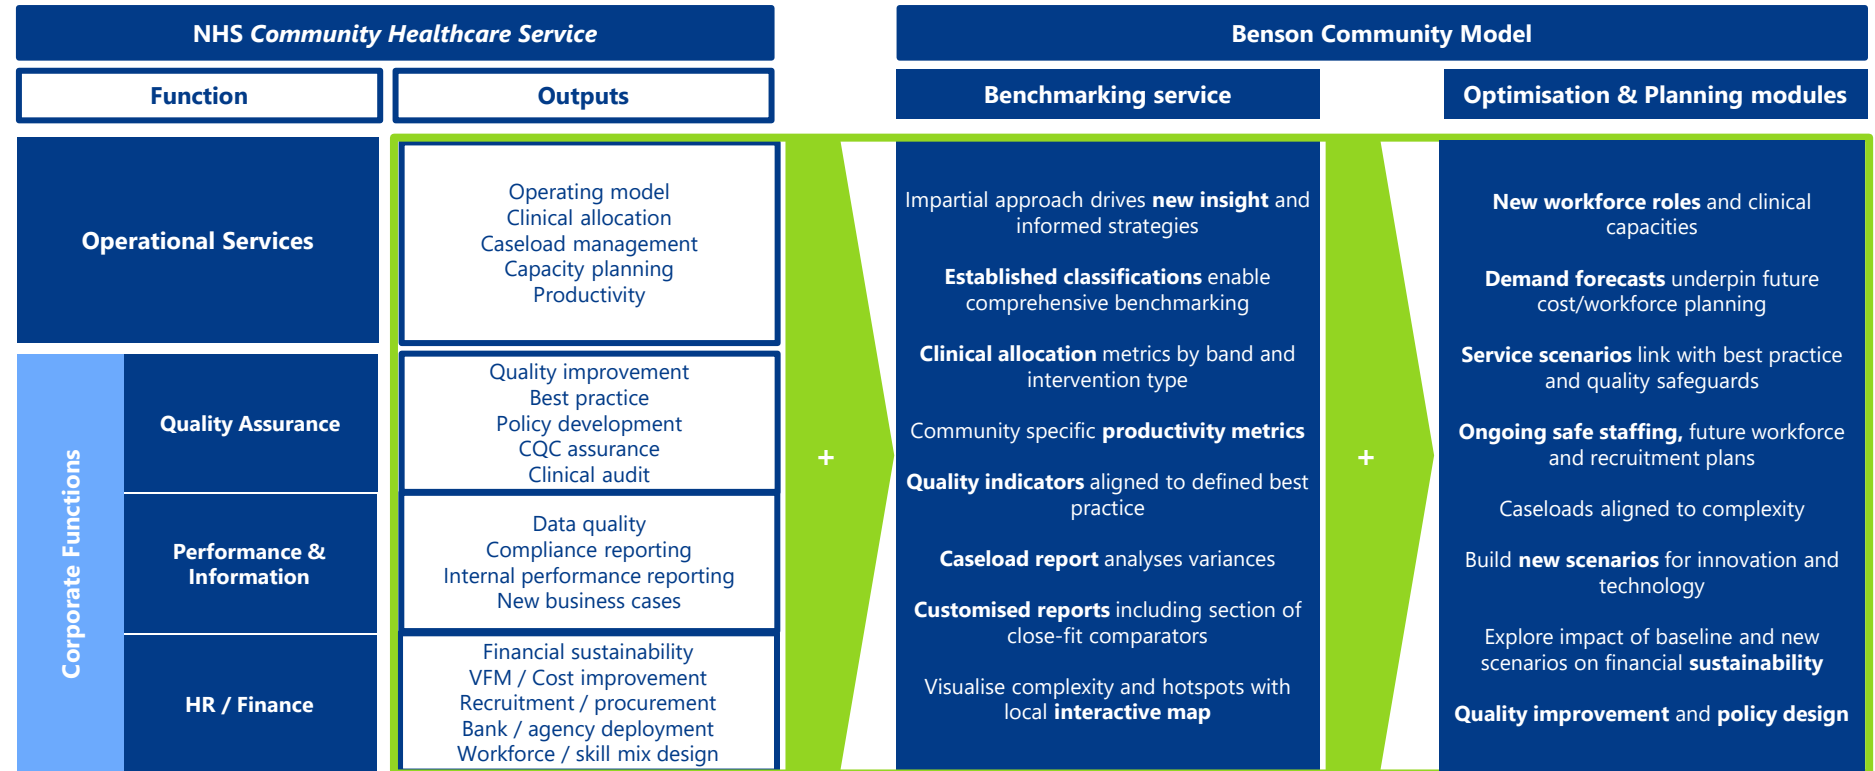 NHS Community Healthcare Service
Benson Community Model
Function
Outputs
Benchmarking service
Optimisation & Planning modules
Operational Services
Operating model
Clinical allocation
Caseload management
Capacity planning
Productivity
Corporate Functions
Quality Assurance
Quality improvement
Best practice
Policy development
CQC assurance
Clinical audit
Performance &
Information
Data quality
Compliance reporting
Internal performance reporting
New business cases
HR / Finance
Financial sustainability
VFM / Cost improvement
Recruitment / procurement
Bank / agency deployment
Workforce / skill mix design
+
Impartial approach drives new insight and
informed strategies
Established classifications enable
comprehensive benchmarking
Clinical allocation metrics by band and
intervention type
Community specific productivity metrics
Quality indicators aligned to defined best
practice
Caseload report analyses variances
Customised reports including section of
close-fit comparators
Visualise complexity and hotspots with
local interactive map
+
New workforce roles and clinical
capacities
Demand forecasts underpin future
cost/workforce planning
Service scenarios link with best practice
and quality safeguards
Ongoing safe staffing, future workforce
and recruitment plans
Caseloads aligned to complexity
Build new scenarios for innovation and
technology
Explore impact of baseline and new
scenarios on financial sustainability
Quality improvement and policy design